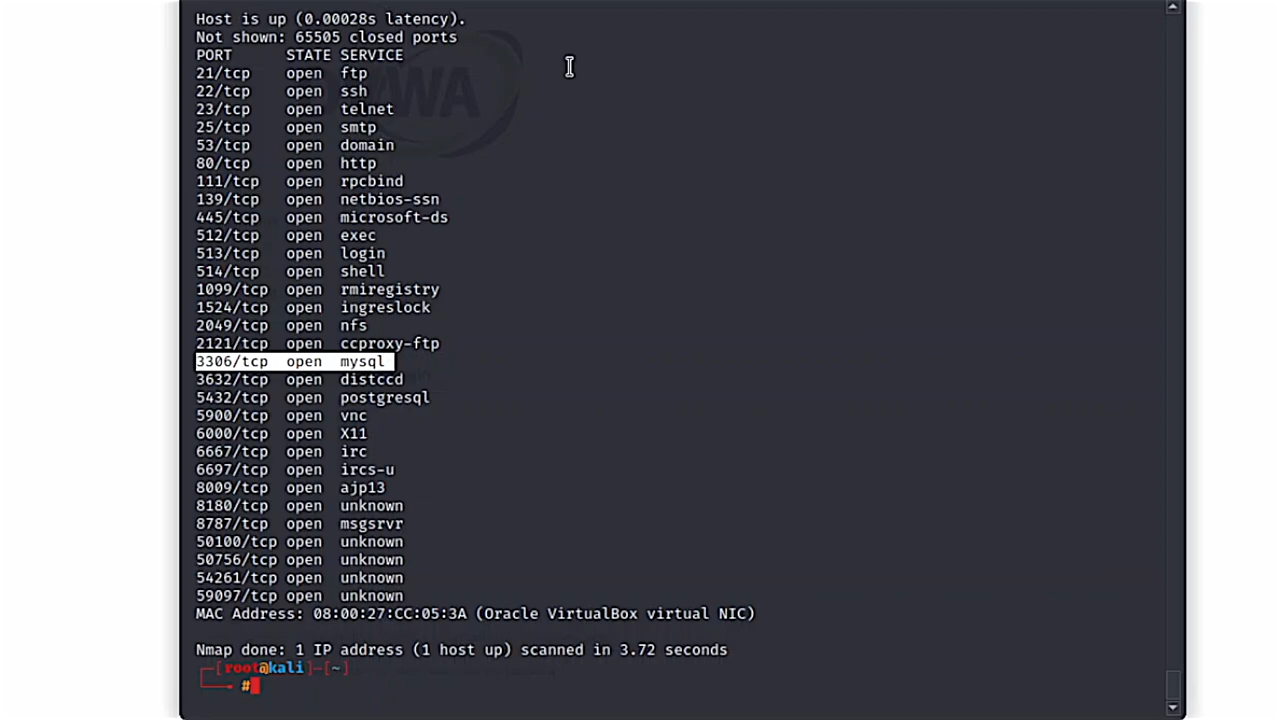 Host is up (0.00028s latency).
Not shown: 65505 closed ports
PORT STATE SERVICE
21/tcp open ftp
22/tcp open ssh
23/tcp open telnet
25/tcp open smtp
53/tcp open domain
80/tcp open http
111/tcp open rpcbind
139/tcp open netbios-ssn
445/tcp open microsoft-ds
512/tcp open exec
513/tcp open login
514/tcp open shell
1099/tcp open rmiregistry
1524/tcp open ingreslock
2049/tcp open nfs
2121/tcp open ccproxy-ftp
3306/tcp open mysql
3632/tcp open distccd
5432/tcp open postgresql
5900/tcp open vnc
6000/tcp open X11
6667/tcp open irc
6697/tcp open ircs-u
8009/tcp open ajp13
8180/tcp open unknown
8787/tcp open msgsrvr
50100/tcp open unknown
50756/tcp open unknown
54261/tcp open unknown
59097/tcp open unknown
MAC Address: 08:00:27:CC:05:3A (Oracle VirtualBox virtual NIC)
Nmap done: 1 IP address (1 host up) scanned in 3.72 seconds
[root@kali]-[~]
#